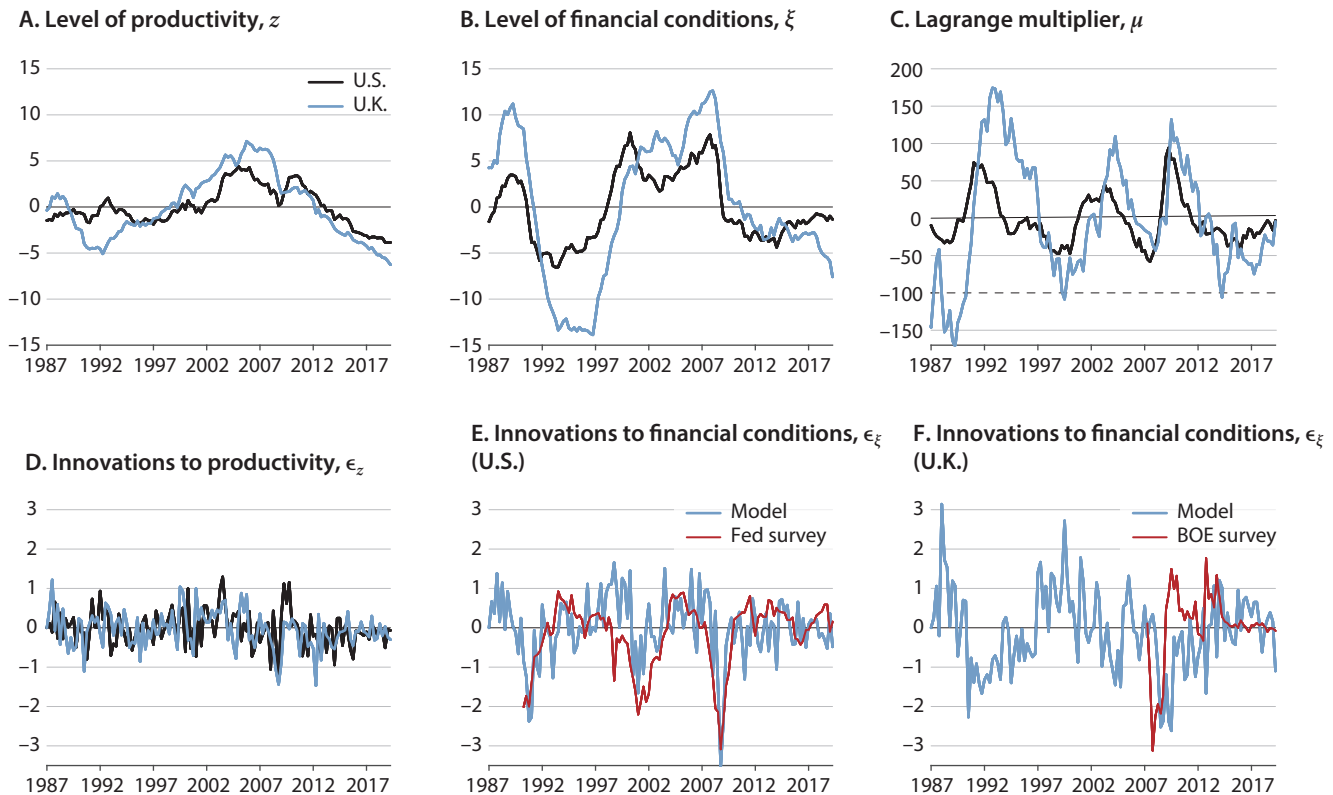 A. Level of productivity, z
B. Level of financial conditions, ξ
C. Lagrange multiplier, μ
15
10
5
0
−5
−10
−15
1987 1992 1997 2002 2007 2012 2017
U.S.
U.K.
15
10
5
0
−5
−10
−15
1987 1992 1997 2002 2007 2012 2017
200
150
100
50
0
−50
−100
−150
1987 1992 1997 2002 2007 2012 2017
D. Innovations to productivity, ϵz
E. Innovations to financial conditions, ϵξ
(U.S.)
F. Innovations to financial conditions, ϵξ
(U.K.)
3
2
1
0
−1
−2
−3
1987 1992 1997 2002 2007 2012 2017
3
2
1
0
−1
−2
−3
1987 1992 1997 2002 2007 2012 2017
Model
Fed survey
3
2
1
0
−1
−2
−3
1987 1992 1997 2002 2007 2012 2017
Model
BOE survey